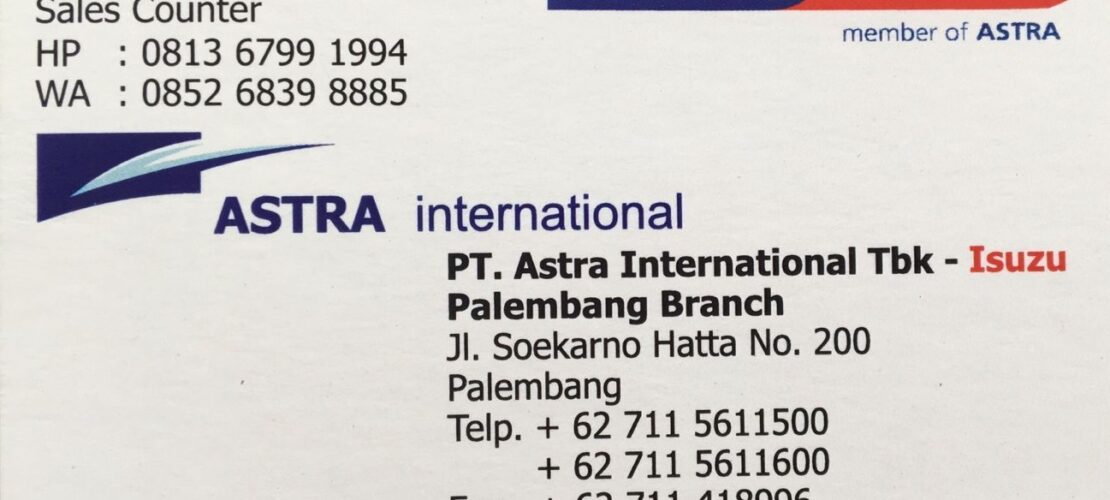 Sales Counter
HP : 0813 6799 1994
WA : 0852 6839 8885
member of ASTRA
ASTRA international
PT. Astra International Tbk - Isuzu
Palembang Branch
Jl. Soekarno Hatta No. 200
Palembang
Telp. + 62 711 5611500
+ 62 711 5611600